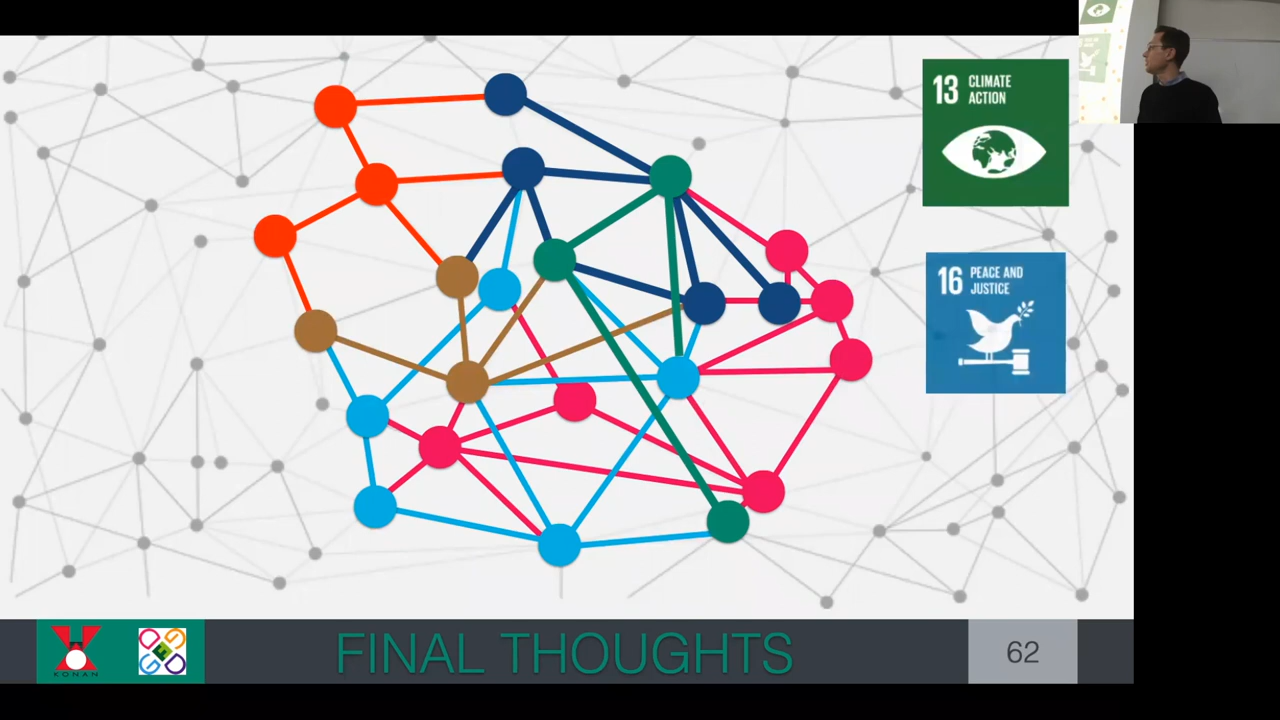 13 CLIMATE
ACTION
16 PEACE AND
JUSTICE
KONAN
FINAL THOUGHTS
62